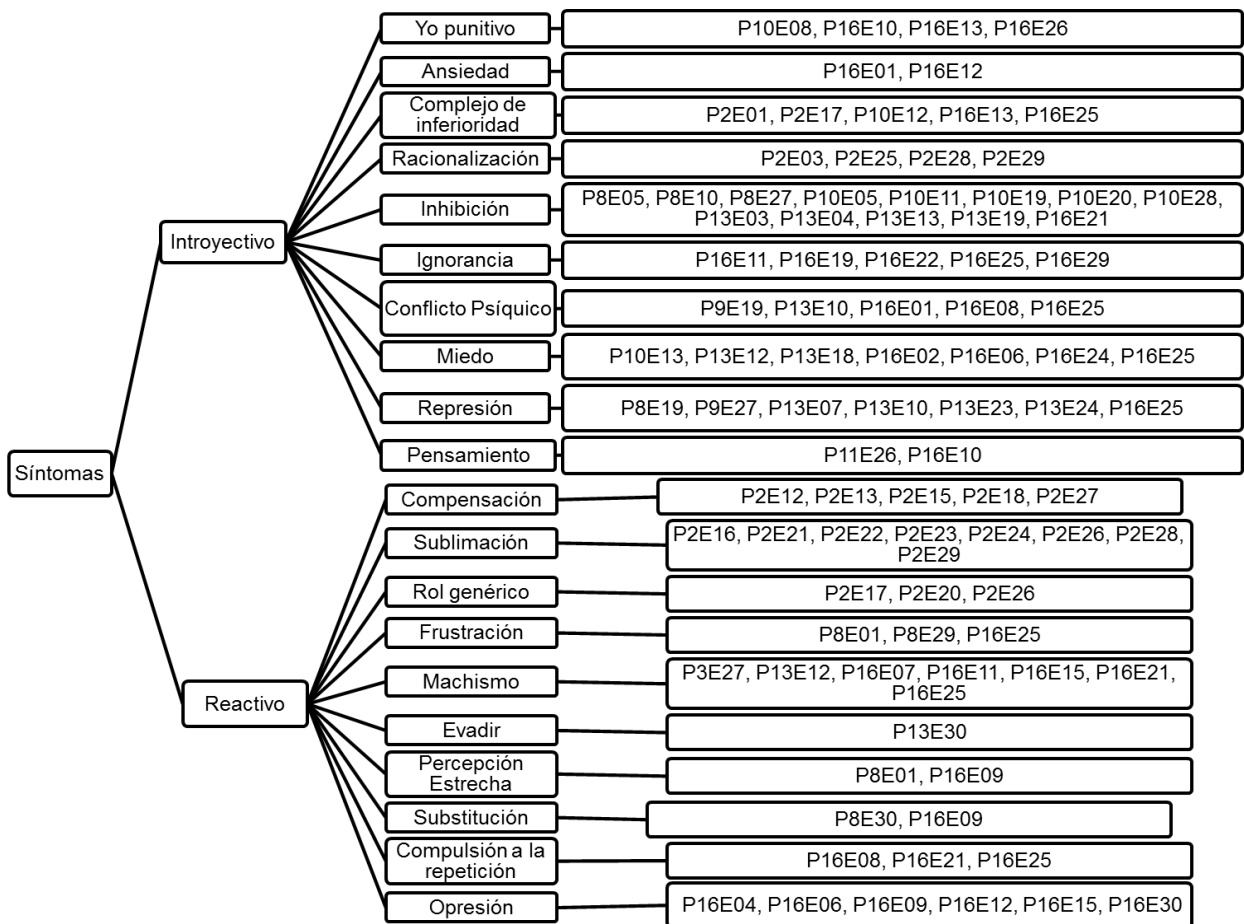 Síntomas
Introyectivo
Yo punitivo
P10E08, P16E10, P16E13, P16E26
Ansiedad
P16E01, P16E12
Complejo de
inferioridad
P2E01, P2E17, P10E12, P16E13, P16E25
Racionalización
P2E03, P2E25, P2E28, P2E29
Inhibición
P8E05, P8E10, P8E27, P10E05, P10E11, P10E19, P10E20, P10E28,
P13E03, P13E04, P13E13, P13E19, P16E21
Ignorancia
P16E11, P16E19, P16E22, P16E25, P16E29
Conflicto Psíquico
P9E19, P13E10, P16E01, P16E08, P16E25
Miedo
P10E13, P13E12, P13E18, P16E02, P16E06, P16E24, P16E25
Represión
P8E19, P9E27, P13E07, P13E10, P13E23, P13E24, P16E25
Pensamiento
P11E26, P16E10
Reactivo
Compensación
P2E12, P2E13, P2E15, P2E18, P2E27
Sublimación
P2E16, P2E21, P2E22, P2E23, P2E24, P2E26, P2E28,
P2E29
Rol genérico
P2E17, P2E20, P2E26
Frustración
P8E01, P8E29, P16E25
Machismo
P3E27, P13E12, P16E07, P16E11, P16E15, P16E21,
P16E25
Evadir
P13E30
Percepción
Estrecha
P8E01, P16E09
Substitución
P8E30, P16E09
Compulsión a la
repetición
P16E08, P16E21, P16E25
Opresión
P16E04, P16E06, P16E09, P16E12, P16E15, P16E30